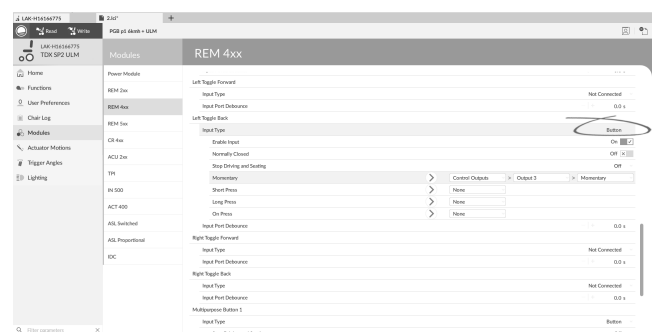 LAK-H16166775
2.lci*
+
Read
Write
PGB p1 6kmh + ULM
LAK-H16166775
TDX SP2 ULM
Modules
REM 4xx
Home
Functions
User Preferences
Chair Log
Modules
Actuator Motions
Trigger Angles
Lighting
Power Module
REM 2xx
REM 4xx
REM 5xx
CR 4xx
ACU 2xx
TPI
IN 500
ACT 400
ASL Switched
ASL Proportional
IDC
Left Toggle Forward
Input Type Not Connected
Input Port Debounce 0.0 s
Left Toggle Back
Input Type Button
Enable Input On
Normally Closed Off
Stop Driving and Seating Off
Momentary > Control Outputs > Output 3 > Momentary
Short Press > None
Long Press > None
On Press > None
Input Port Debounce 0.0 s
Right Toggle Forward
Input Type Not Connected
Input Port Debounce 0.0 s
Right Toggle Back
Input Type Not Connected
Input Port Debounce 0.0 s
Multipurpose Button 1
Input Type Button
Filter parameters